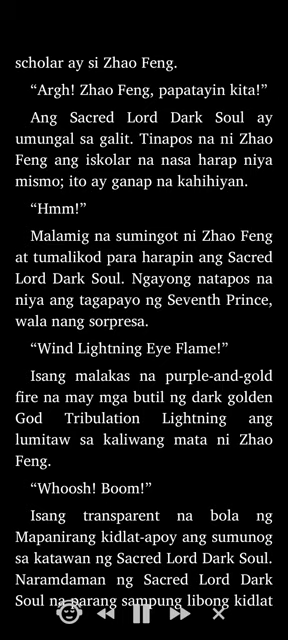 scholar ay si Zhao Feng.
“Argh! Zhao Feng, papatayin kita!”
Ang Sacred Lord Dark Soul ay
umungal sa galit. Tinapos na ni Zhao
Feng ang iskolar na nasa harap niya
mismo; ito ay ganap na kahihiyan.
“Hmm!”
Malamig na sumingot ni Zhao Feng
at tumalikod para harapin ang Sacred
Lord Dark Soul. Ngayong natapos na
niya ang tagapayo ng Seventh Prince,
wala nang sorpresa.
“Wind Lightning Eye Flame!”
Isang malakas na purple-and-gold
fire na may mga butil ng dark golden
God Tribulation Lightning ang
lumitaw sa kaliwang mata ni Zhao
Feng.
“Whoosh! Boom!”
Isang transparent na bola ng
Mapanirang kidlat-apoy ang sumunog
sa katawan ng Sacred Lord Dark Soul.
Naramdaman ng Sacred Lord Dark
Soul na parang sampung libong kidlat